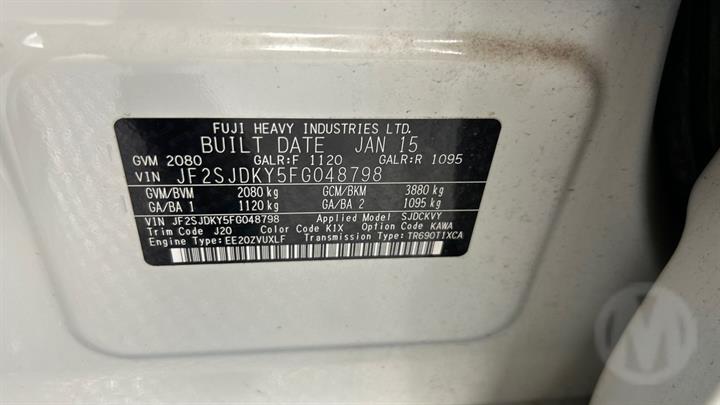 FUJI HEAVY INDUSTRIES LTD.
BUILT DATE JAN 15
GVM 2080 GALR:F 1120 GALR:R 1095
VIN JF2SJDKY5FG048798
GVM/BVM 2080 kg GCM/BKM 3880 kg
GA/BA 1 1120 kg GA/BA 2 1095 kg
VIN JF2SJDKY5FG048798 Applied Model SJDCKVY
Trim Code J20 Color Code K1X Option Code KAWA
Engine Type:EE20ZVUXLF Transmission Type:TR690T1XCA
M